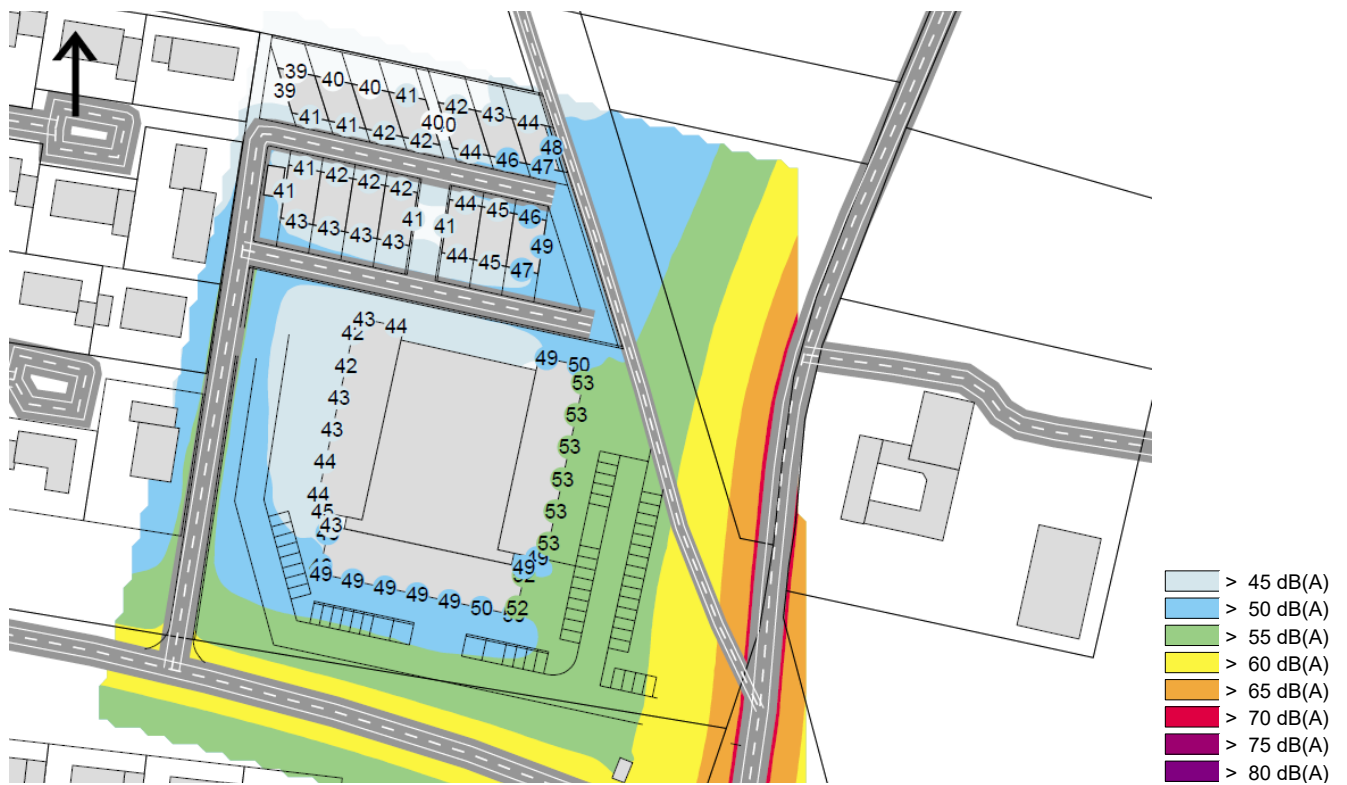 39 40 40 41 42 43 44
39
41 41 42 42 40 44 46 47 48
41 42 42 42 44 45 46
41 41 41 49
43 43 43 43 44 45 47
43 44 49 50
42 53
42 53
43 53
43 53
44 53
44 53
45
43 49
49
49 49 49 49 49 50 52
> 45 dB(A)
> 50 dB(A)
> 55 dB(A)
> 60 dB(A)
> 65 dB(A)
> 70 dB(A)
> 75 dB(A)
> 80 dB(A)